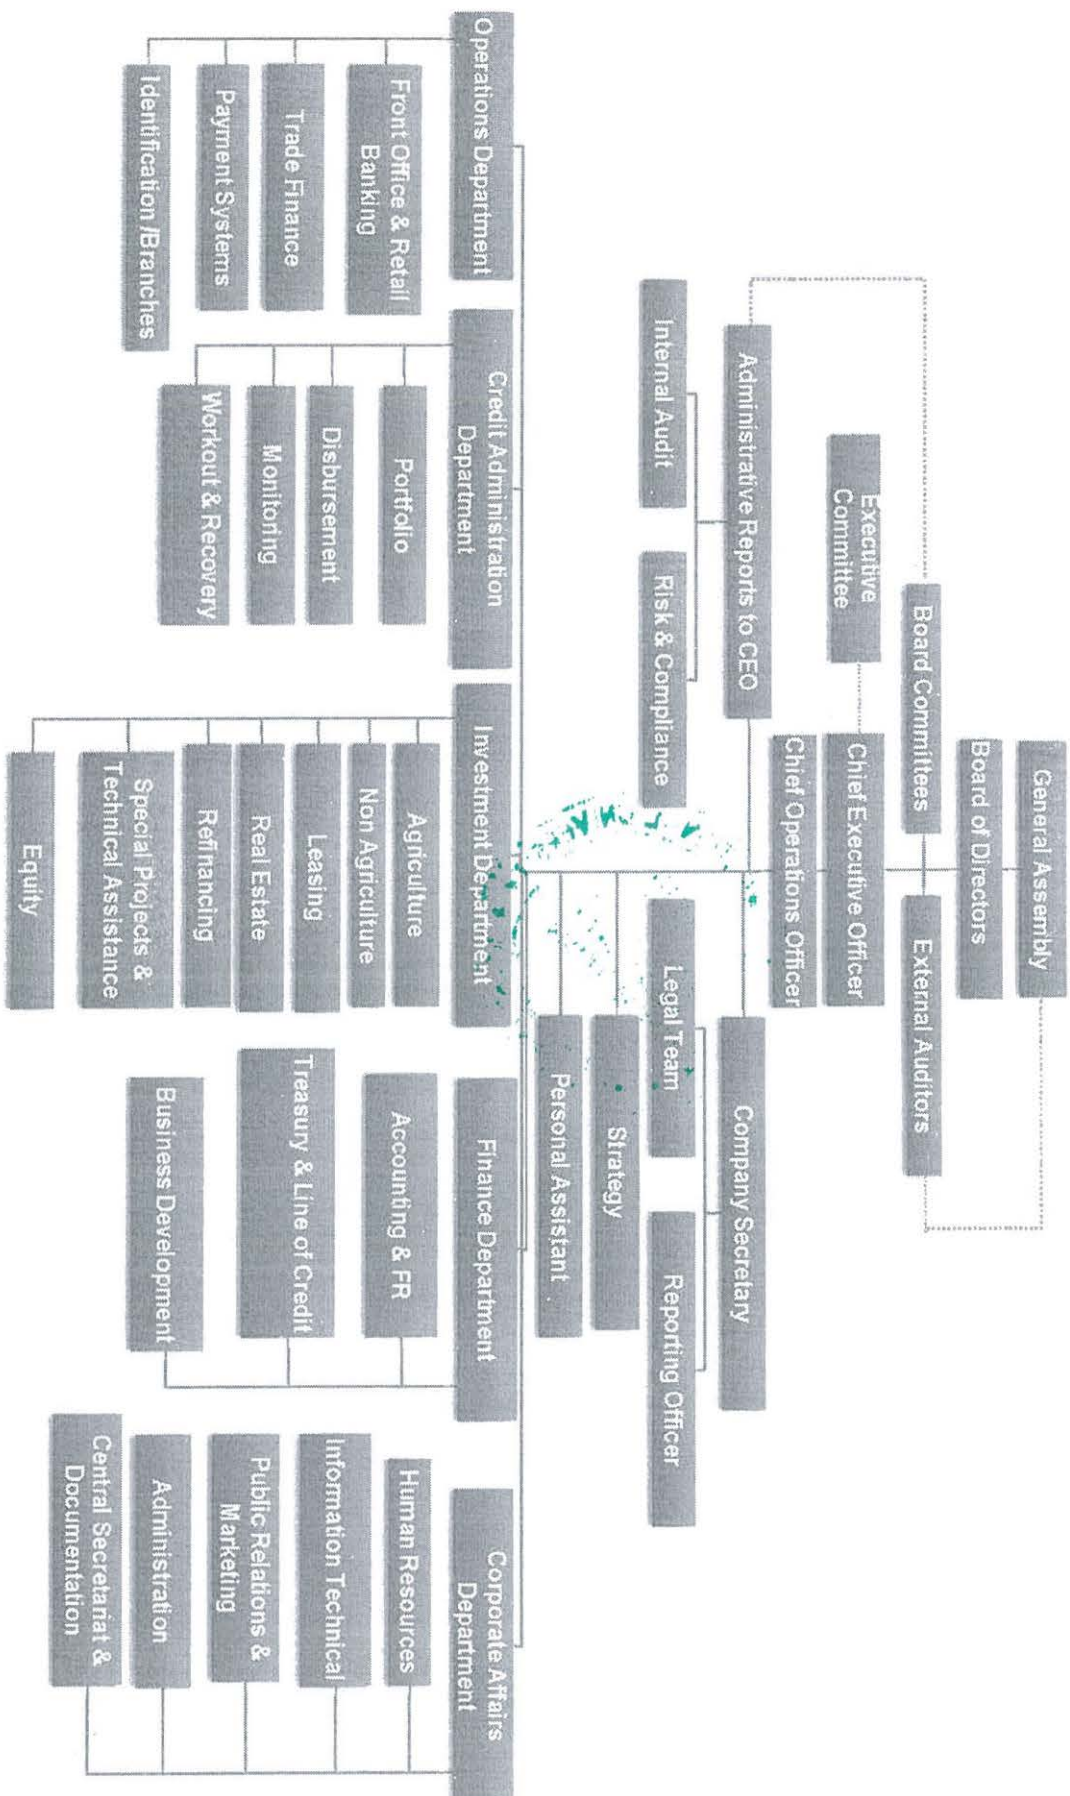 General Assembly
Board of Directors
Board Committees
External Auditors
Executive
Committee
Chief Executive Officer
Chief Operations Officer
Administrative Reports to CEO
Company Secretary
Internal Audit
Risk & Compliance
Legal Team
Reporting Officer
Strategy
Personal Assistant
Operations Department
Front Office & Retail
Banking
Trade Finance
Payment Systems
Identification /Branches
Credit Administration
Department
Portfolio
Disbursement
Monitoring
Workout & Recovery
Investment Department
Agriculture
Non Agriculture
Leasing
Real Estate
Refinancing
Special Projects &
Technical Assistance
Equity
Finance Department
Accounting & FR
Treasury & Line of Credit
Business Development
Corporate Affairs
Department
Human Resources
Information Technical
Public Relations &
Marketing
Administration
Central Secretariat &
Documentation